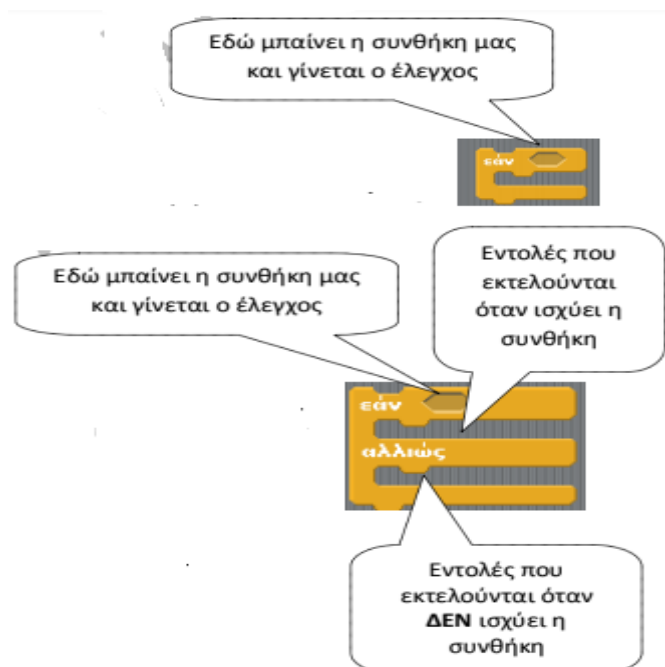 Εδώ μπαίνει η συνθήκη μας
και γίνεται ο έλεγχος
εάν
Εδώ μπαίνει η συνθήκη μας
και γίνεται ο έλεγχος
Εντολές που
εκτελούνται
όταν ισχύει η
συνθήκη
εάν
αλλιώς
Εντολές που
εκτελούνται όταν
ΔΕΝ ισχύει η
συνθήκη